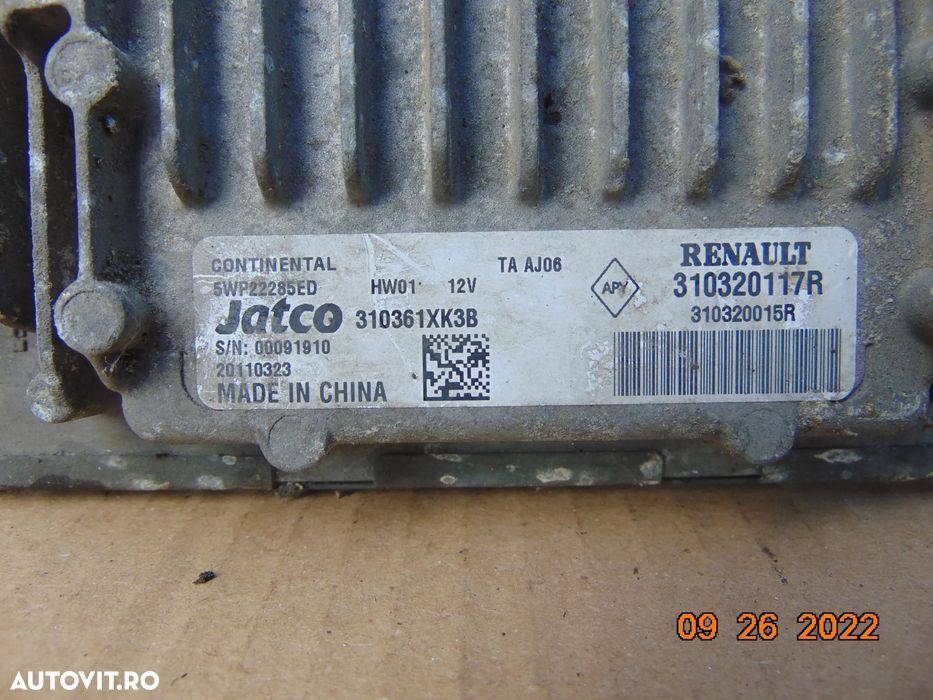 CONTINENTAL
5WP22285ED HW01 12V TA AJ06
Jatco 310361XK3B
S/N: 00091910
20110323
MADE IN CHINA
APY
RENAULT
310320117R
310320015R
09 26 2022
AUTOVIT.RO